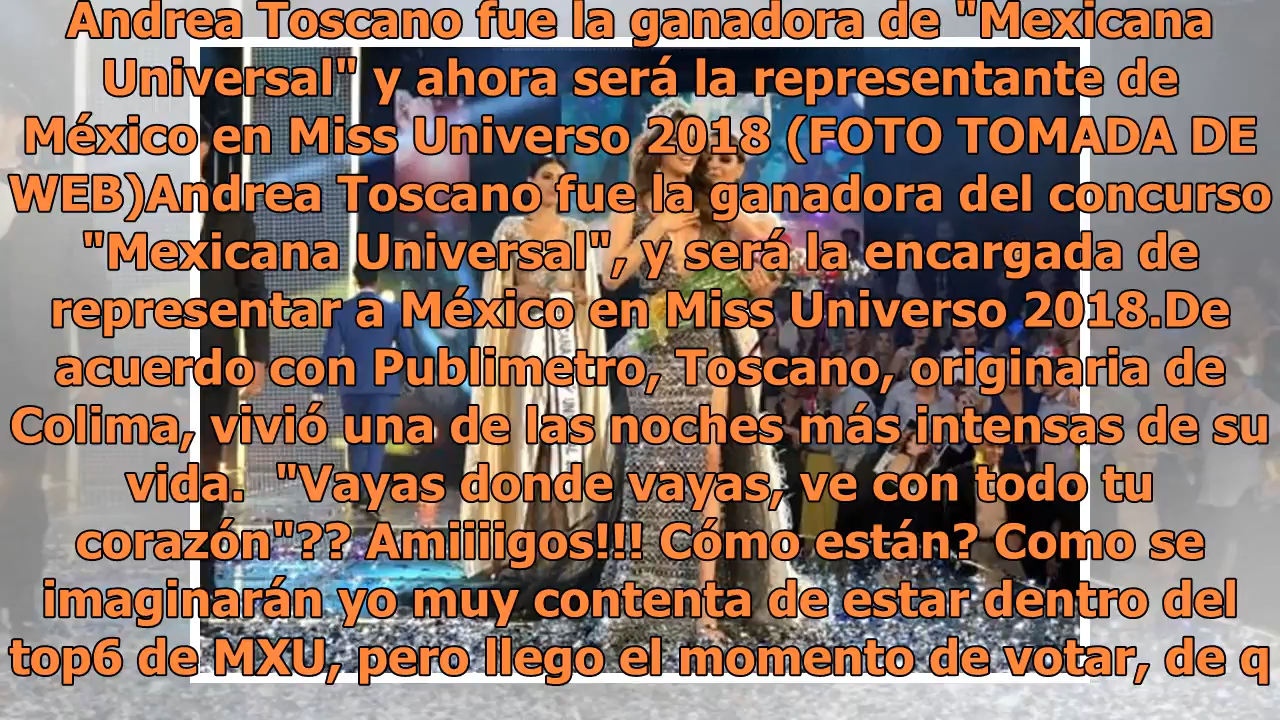 Andrea Toscano fue la ganadora de "Mexicana
Universal" y ahora será la representante de
México en Miss Universo 2018 (FOTO TOMADA DE
WEB)Andrea Toscano fue la ganadora del concurso
"Mexicana Universal", y será la encargada de
representar a México en Miss Universo 2018.De
acuerdo con Publimetro, Toscano, originaria de
Colima, vivió una de las noches más intensas de su
vida.  "Vayas donde vayas, ve con todo tu
corazón"?? Amiiiigos!!! Cómo están? Como se
imaginarán yo muy contenta de estar dentro del
top6 de MXU, pero llego el momento de votar, de q